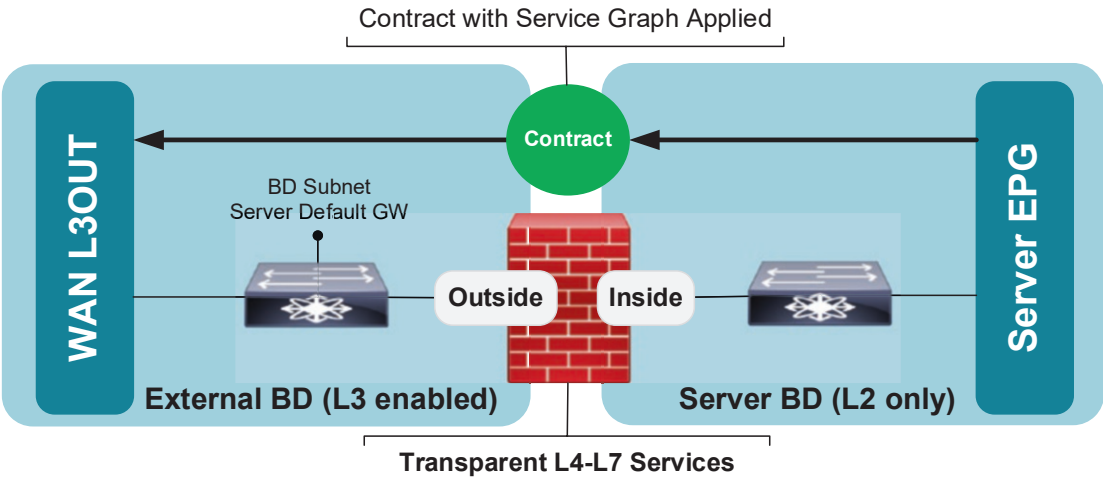 Contract with Service Graph Applied
WAN L3OUT
Contract
Server EPG
BD Subnet
Server Default GW
Outside
Inside
External BD (L3 enabled)
Server BD (L2 only)
Transparent L4-L7 Services